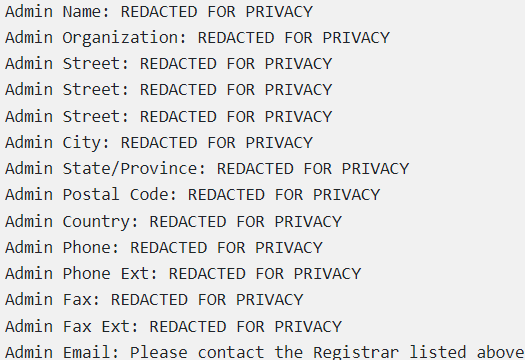 Admin Name: REDACTED FOR PRIVACY
Admin Organization: REDACTED FOR PRIVACY
Admin Street: REDACTED FOR PRIVACY
Admin Street: REDACTED FOR PRIVACY
Admin Street: REDACTED FOR PRIVACY
Admin City: REDACTED FOR PRIVACY
Admin State/Province: REDACTED FOR PRIVACY
Admin Postal Code: REDACTED FOR PRIVACY
Admin Country: REDACTED FOR PRIVACY
Admin Phone: REDACTED FOR PRIVACY
Admin Phone Ext: REDACTED FOR PRIVACY
Admin Fax: REDACTED FOR PRIVACY
Admin Fax Ext: REDACTED FOR PRIVACY
Admin Email: Please contact the Registrar listed above